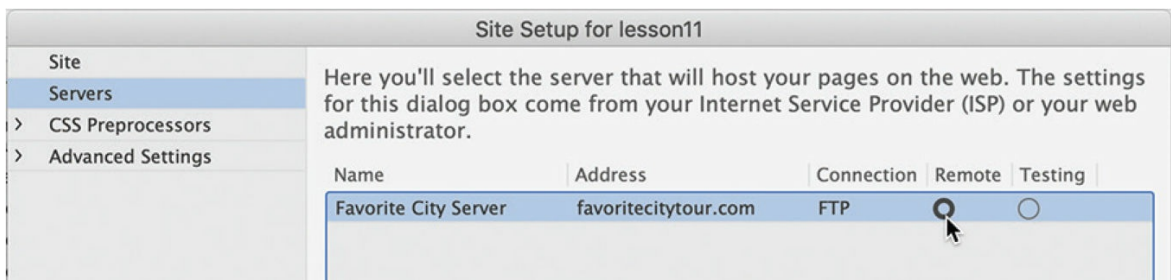 Site Setup for lesson11
Site
Servers
CSS Preprocessors
Advanced Settings
Here you'll select the server that will host your pages on the web. The settings
for this dialog box come from your Internet Service Provider (ISP) or your web
administrator.
Name Address Connection Remote Testing
Favorite City Server favoritecitytour.com FTP